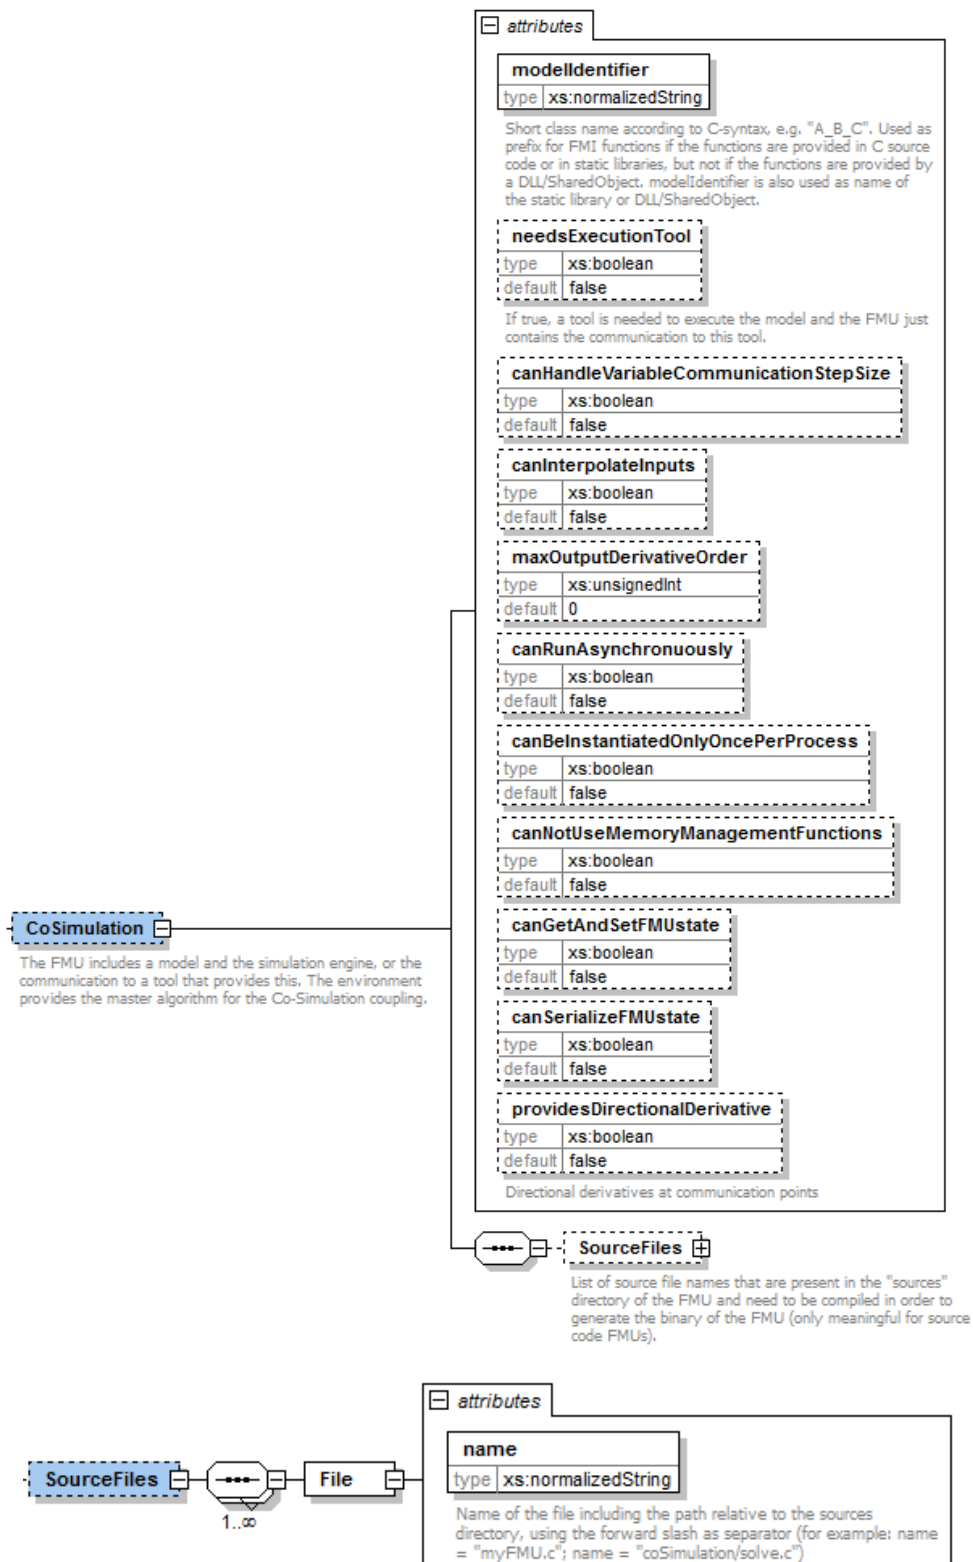 attributes
modelIdentifier
type xs:normalizedString
Short class name according to C-syntax, e.g. "A_B_C". Used as
prefix for FMI functions if the functions are provided in C source
code or in static libraries, but not if the functions are provided by
a DLL/SharedObject. modelIdentifier is also used as name of
the static library or DLL/SharedObject.
needsExecutionTool
type xs:boolean
default false
If true, a tool is needed to execute the model and the FMU just
contains the communication to this tool.
canHandleVariableCommunicationStepSize
type xs:boolean
default false
canInterpolateInputs
type xs:boolean
default false
maxOutputDerivativeOrder
type xs:unsignedInt
default 0
canRunAsynchronuously
type xs:boolean
default false
canBeInstantiatedOnlyOncePerProcess
type xs:boolean
default false
canNotUseMemoryManagementFunctions
type xs:boolean
default false
CoSimulation
The FMU includes a model and the simulation engine, or the
communication to a tool that provides this. The environment
provides the master algorithm for the Co-Simulation coupling.
canGetAndSetFMUstate
type xs:boolean
default false
canSerializeFMUstate
type xs:boolean
default false
providesDirectionalDerivative
type xs:boolean
default false
Directional derivatives at communication points
SourceFiles
List of source file names that are present in the "sources"
directory of the FMU and need to be compiled in order to
generate the binary of the FMU (only meaningful for source
code FMUs).
attributes
SourceFiles
1..∞
File
name
type xs:normalizedString
Name of the file including the path relative to the sources
directory, using the forward slash as separator (for example: name
= "myFMU.c"; name = "coSimulation/solve.c")